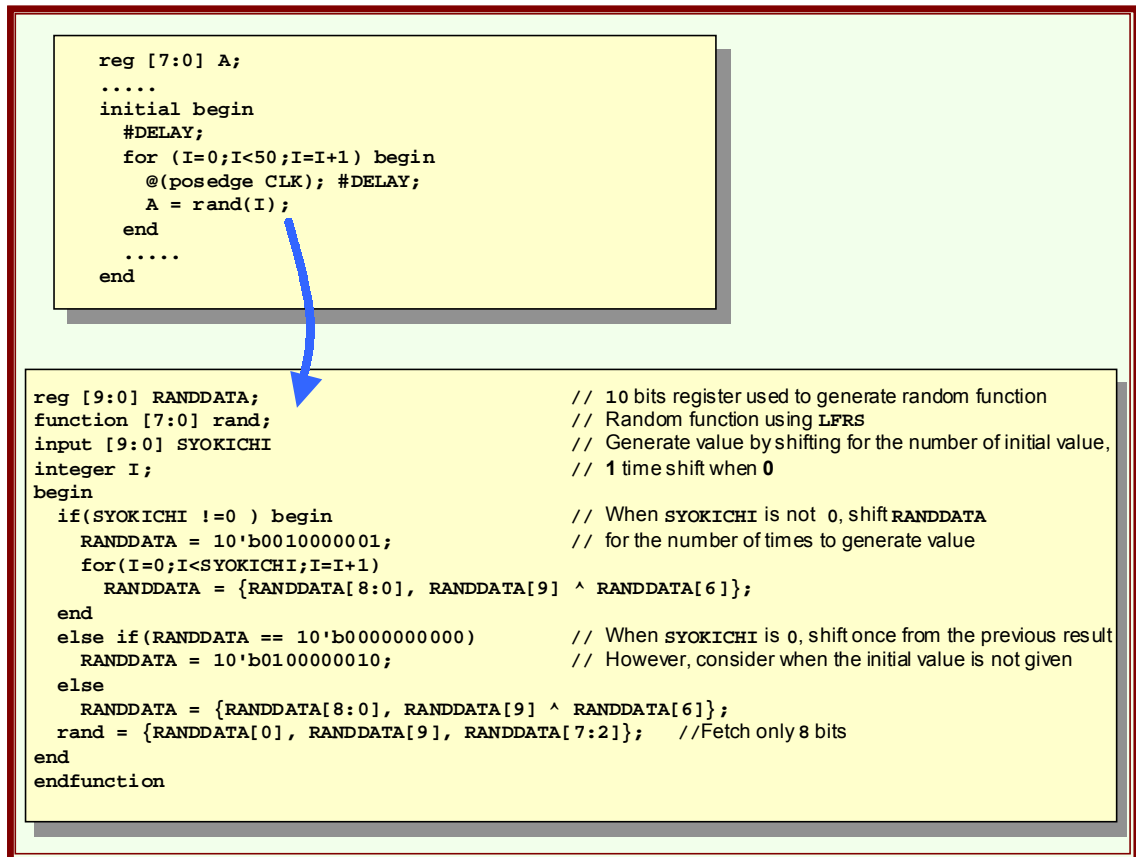 reg [7:0] A;
.....
initial begin
#DELAY;
for (I=0;I<50;I=I+1) begin
@(posedge CLK); #DELAY;
A = rand(I);
end
.....
end
reg [9:0] RANDDATA; // 10 bits register used to generate random function
function [7:0] rand; // Random function using LFRS
input [9:0] SYOKICHI // Generate value by shifting for the number of initial value,
integer I; // 1 time shift when 0
begin
if(SYOKICHI !=0 ) begin // When SYOKICHI is not 0, shift RANDDATA
RANDDATA = 10'b0010000001; // for the number of times to generate value
for(I=0;I<SYOKICHI;I=I+1)
RANDDATA = {RANDDATA[8:0], RANDDATA[9] ^ RANDDATA[6]};
end
else if(RANDDATA == 10'b0000000000) // When SYOKICHI is 0, shift once from the previous result
RANDDATA = 10'b0100000010; // However, consider when the initial value is not given
else
RANDDATA = {RANDDATA[8:0], RANDDATA[9] ^ RANDDATA[6]};
rand = {RANDDATA[0], RANDDATA[9], RANDDATA[7:2]}; //Fetch only 8 bits
end
endfunction